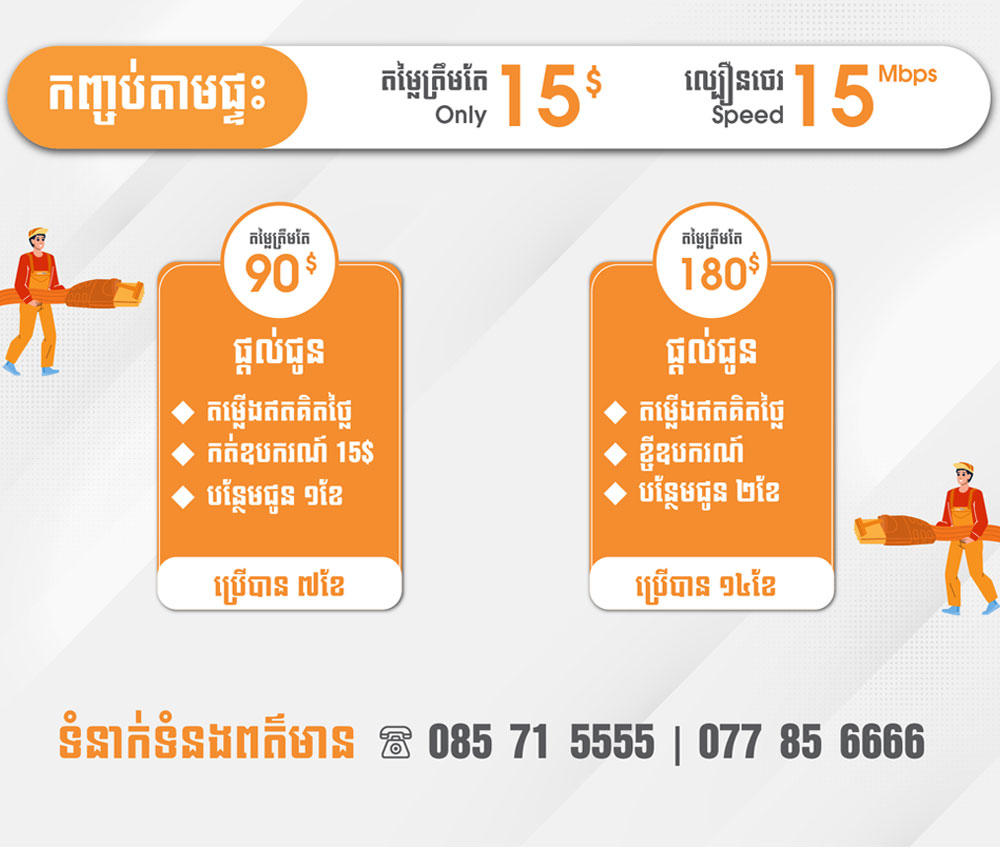 កញ្ចប់តាមផ្ទះ
តម្លៃត្រឹមតែ 15$
Only
ល្បឿនថេរ 15 Mbps
Speed
តម្លៃត្រឹមតែ
90$
ផ្តល់ជូន
តម្លើងឥតគិតថ្លៃ
កក់ឧបករណ៍ 15$
បន្ថែមជូន ១ខែ
ប្រើបាន ៧ខែ
តម្លៃត្រឹមតែ
180$
ផ្តល់ជូន
តម្លើងឥតគិតថ្លៃ
ខ្ចីឧបករណ៍
បន្ថែមជូន ២ខែ
ប្រើបាន ១៤ខែ
ទំនាក់ទំនងពត៌មាន 085 71 5555 | 077 85 6666